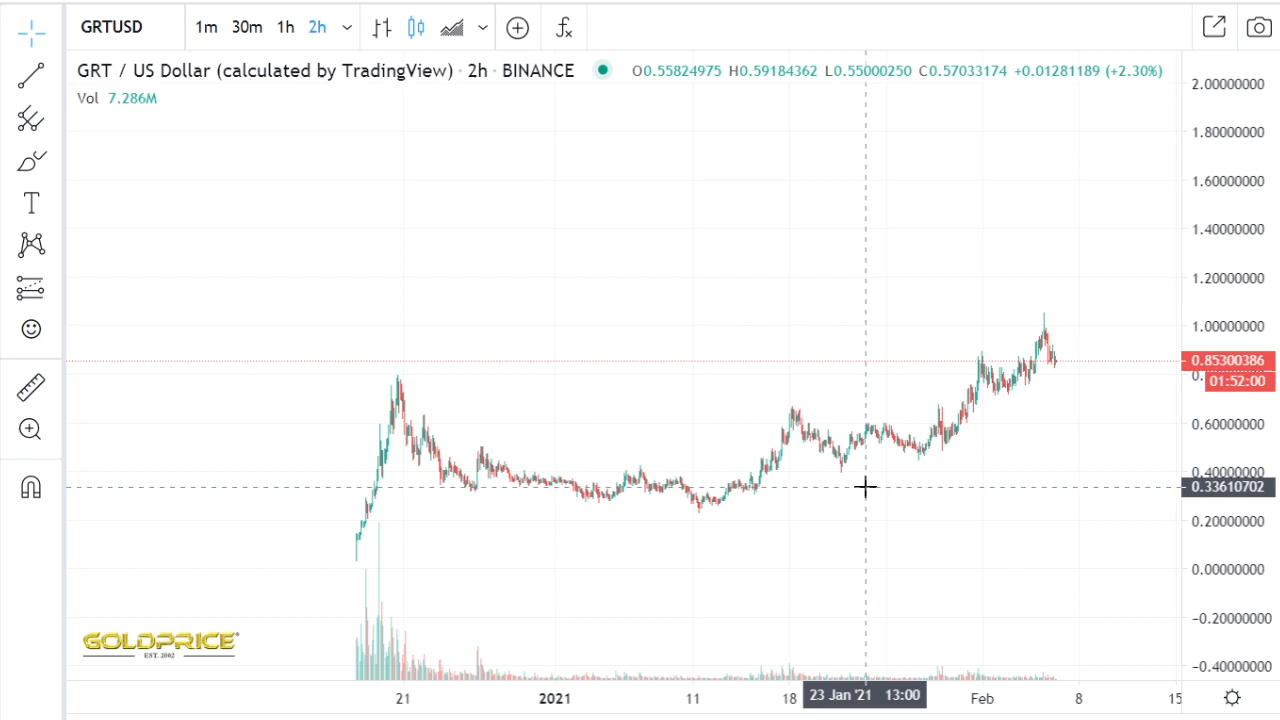 GRTUSD 1m 30m 1h 2h
GRT / US Dollar (calculated by TradingView) · 2h · BINANCE O0.55824975 H0.59184362 L0.55000250 C0.57033174 +0.01281189 (+2.30%)
Vol 7.286M
2.00000000
1.80000000
1.60000000
1.40000000
1.20000000
1.00000000
0.85300386
0.
01:52:00
0.60000000
0.40000000
0.33610702
0.20000000
0.00000000
-0.20000000
-0.40000000
GOLDPRICE®
EST. 2002
21 2021 11 18 23 Jan '21 13:00 Feb 8 15